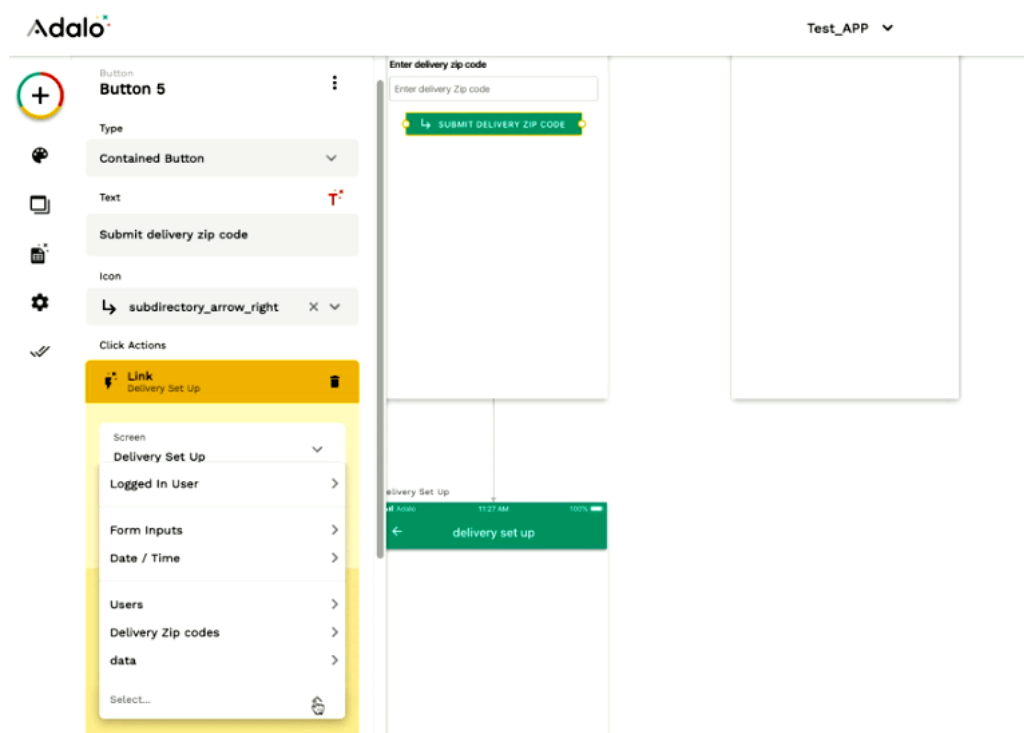 Adalo
Test_APP
Button
Button 5
Type
Contained Button
Text
Submit delivery zip code
Icon
subdirectory_arrow_right
Click Actions
Link
Delivery Set Up
Screen
Delivery Set Up
Logged In User
Form Inputs
Date / Time
Users
Delivery Zip codes
data
Select...
Enter delivery zip code
Enter delivery Zip code
SUBMIT DELIVERY ZIP CODE
elivery Set Up
Adalo 11:27 AM 100%
delivery set up